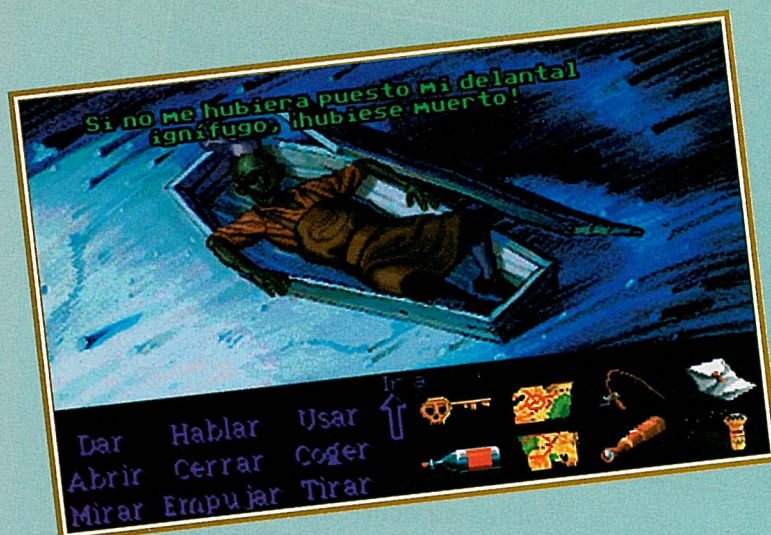 Si no me hubiera puesto mi delantal
ignífugo, ¡hubiese muerto!
Ir a
Dar Hablar Usar
Abrir Cerrar Coger
Mirar Empujar Tirar